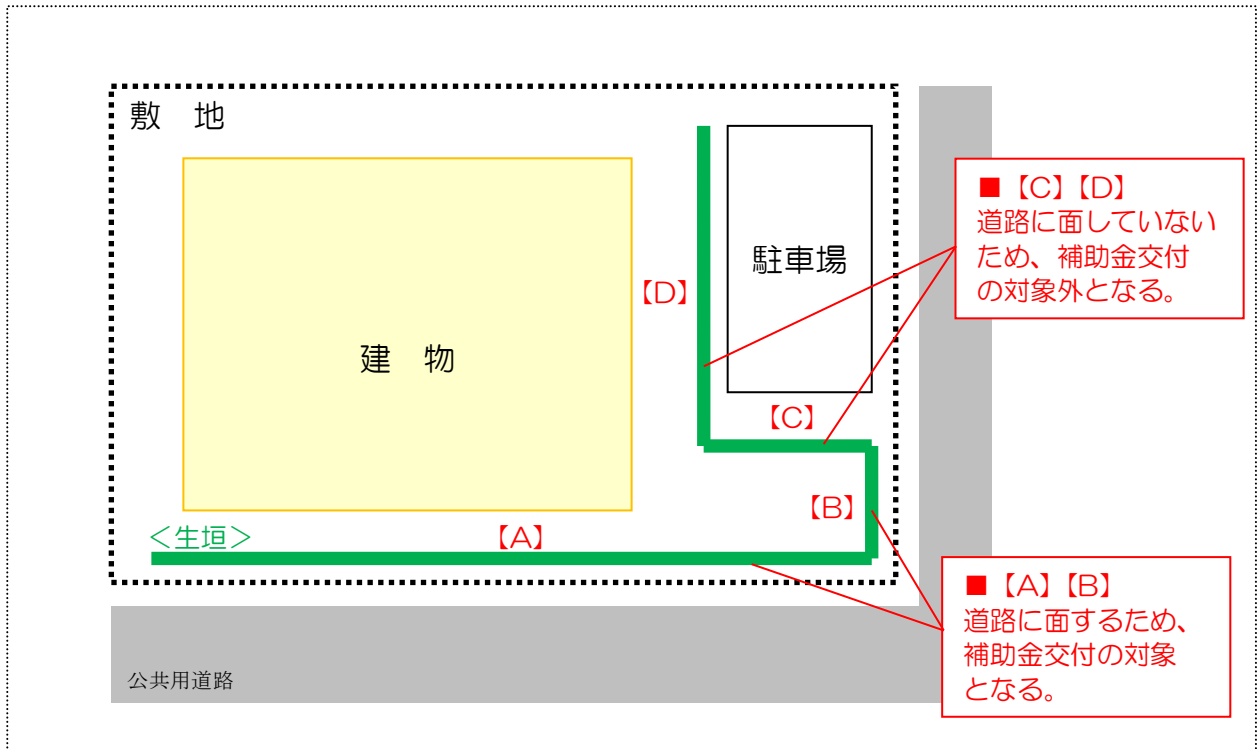 敷　地
■【C】【D】
道路に面していない
ため、補助金交付
の対象外となる。
駐車場
【D】
建　物
【C】
【B】
＜生垣＞
【A】
■【A】【B】
道路に面するため、
補助金交付の対象
となる。
公共用道路